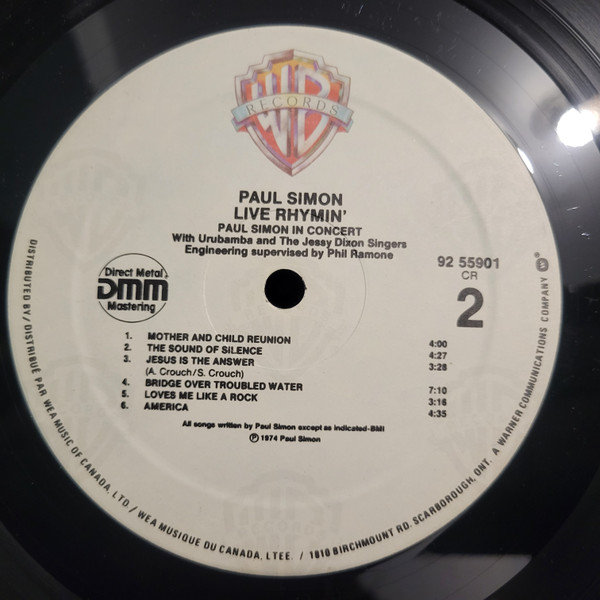 WB
RECORDS
PAUL SIMON
LIVE RHYMIN'
PAUL SIMON IN CONCERT
With Urubamba and The Jessy Dixon Singers
Engineering supervised by Phil Ramone
Direct Metal
DMM
Mastering
92 55901
CR
2
1. MOTHER AND CHILD REUNION 4:00
2. THE SOUND OF SILENCE 4:27
3. JESUS IS THE ANSWER 3:28
(A. Crouch/S. Crouch)
4. BRIDGE OVER TROUBLED WATER 7:10
5. LOVES ME LIKE A ROCK 3:16
6. AMERICA 4:35
All songs written by Paul Simon except as indicated-BMI
℗ 1974 Paul Simon
DISTRIBUTED BY/ DISTRIBUÉ PAR WEA MUSIC OF CANADA, LTD. / WEA MUSIQUE DU CANADA, LTEE. / 1810 BIRCHMOUNT RD. SCARBOROUGH, ONT. A WARNER COMMUNICATIONS COMPANY